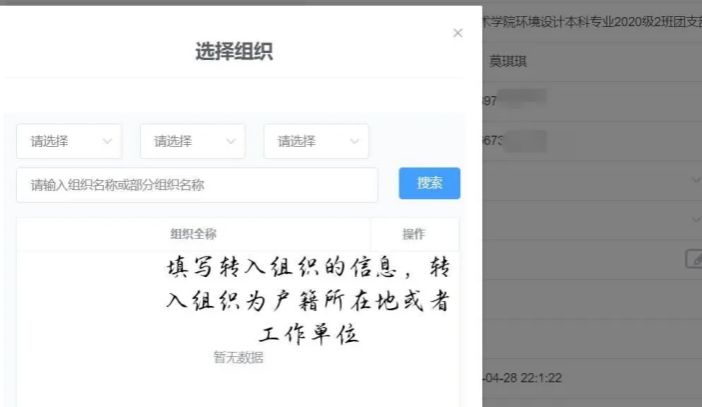 选择组织
×
术学院环境设计本科专业2020级2班团支部
莫琪琪
请选择
请选择
请选择
请输入组织名称或部分组织名称
搜索
组织全称
操作
填写转入组织的信息，转
入组织为户籍所在地或者
工作单位
暂无数据
-04-28 22:1:22